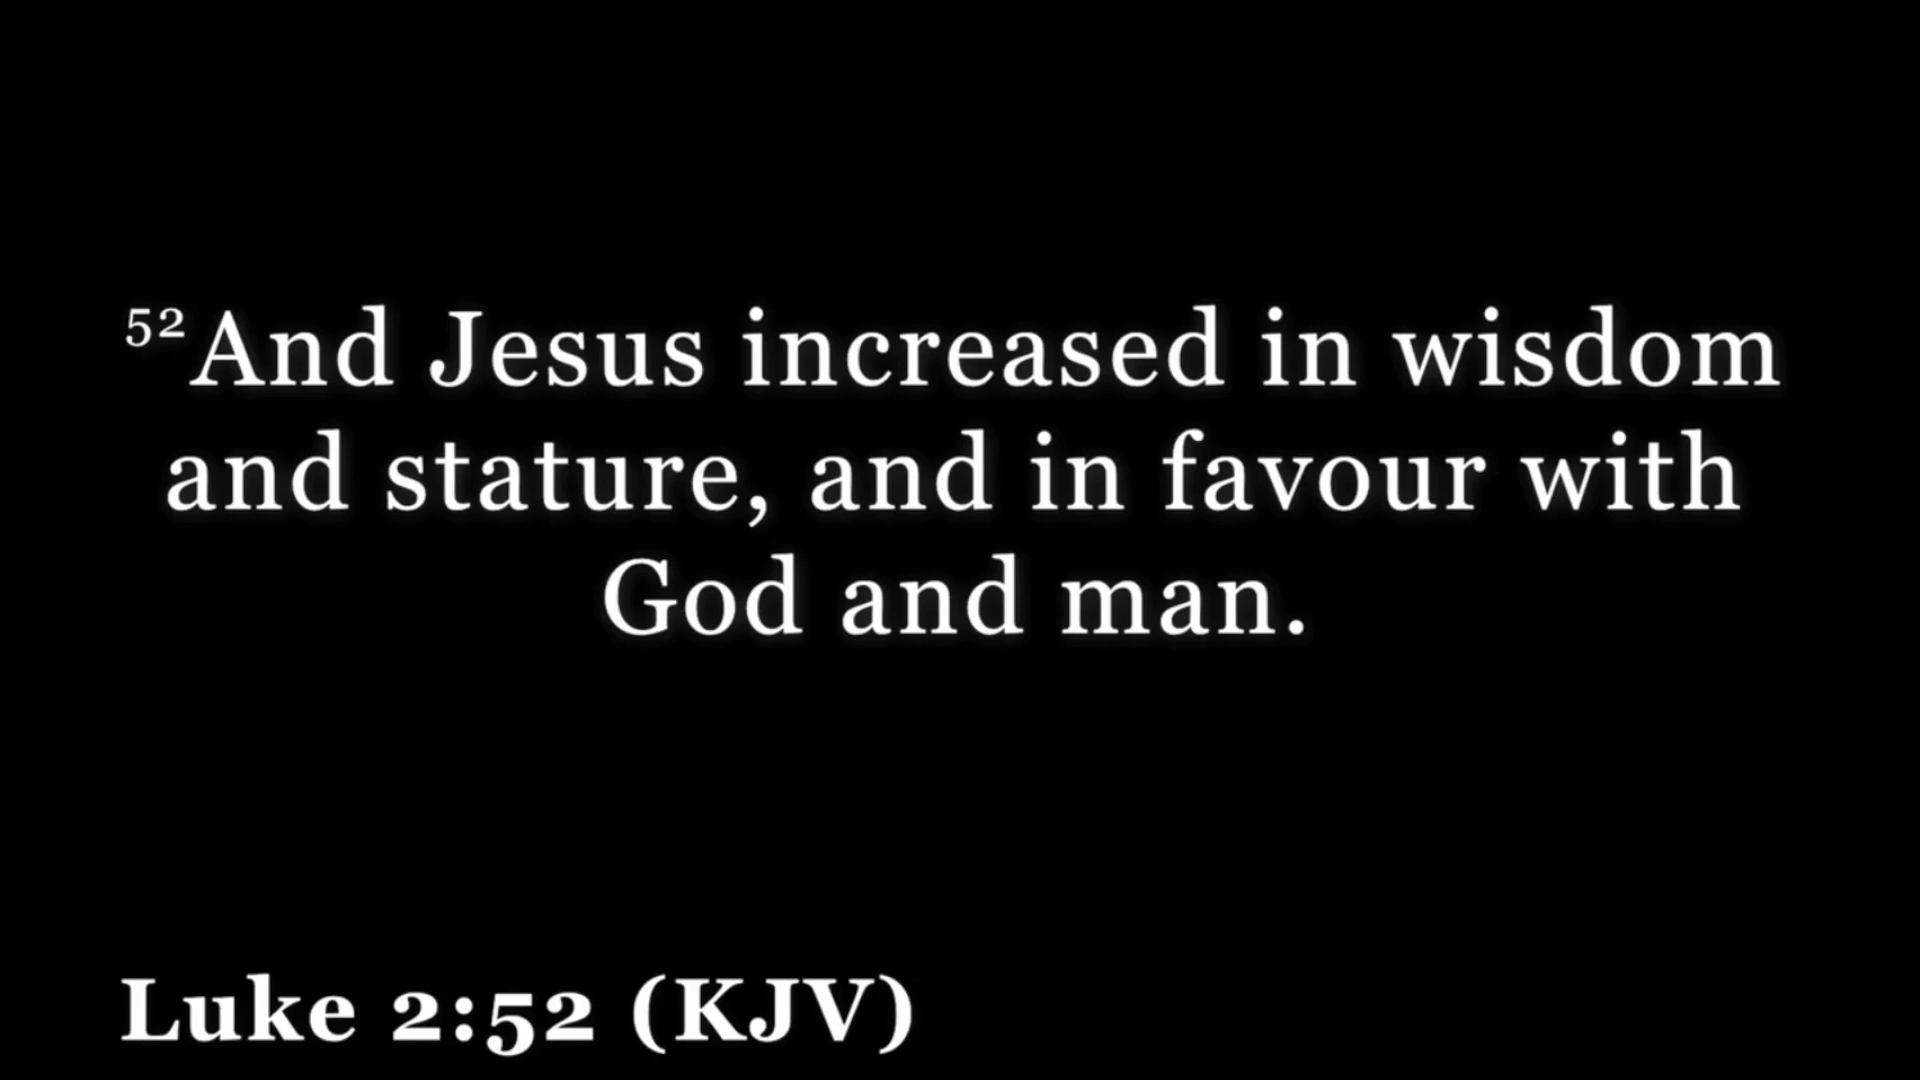 ⁵²And Jesus increased in wisdom
and stature, and in favour with
God and man.
Luke 2:52 (KJV)